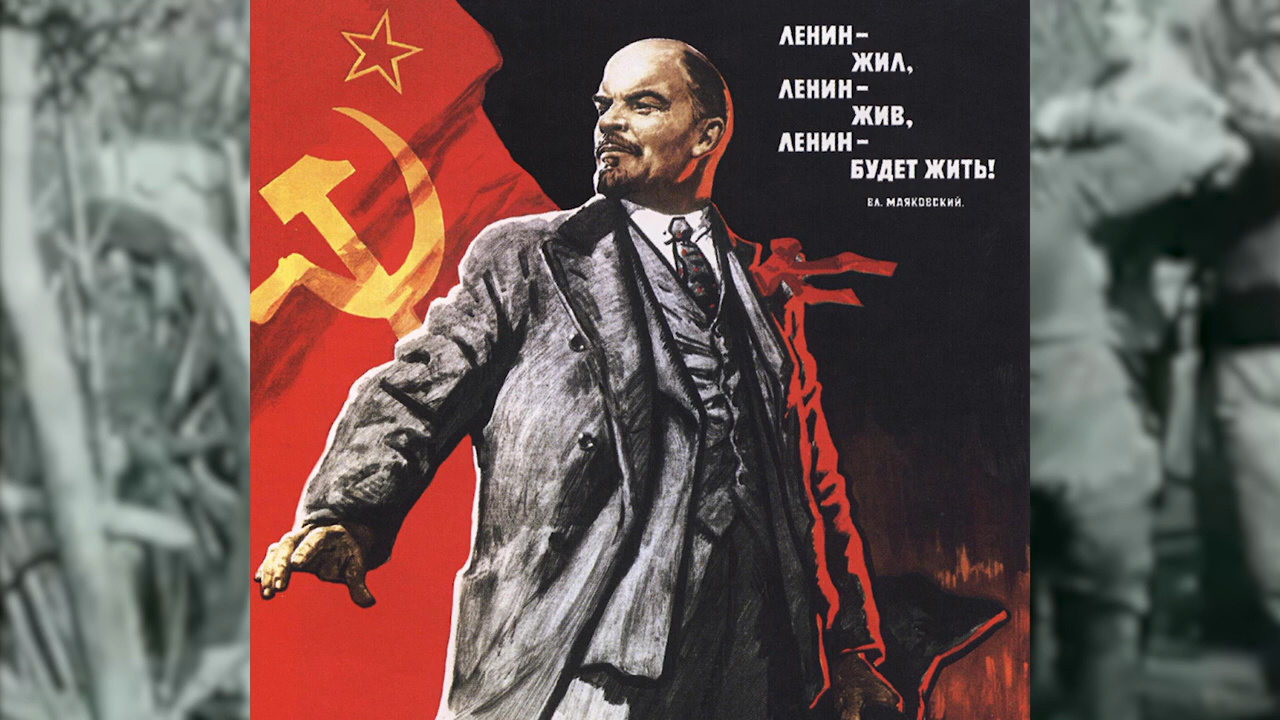 ЛЕНИН–
ЖИЛ,
ЛЕНИН–
ЖИВ,
ЛЕНИН–
БУДЕТ ЖИТЬ!
ВЛ. МАЯКОВСКИЙ.